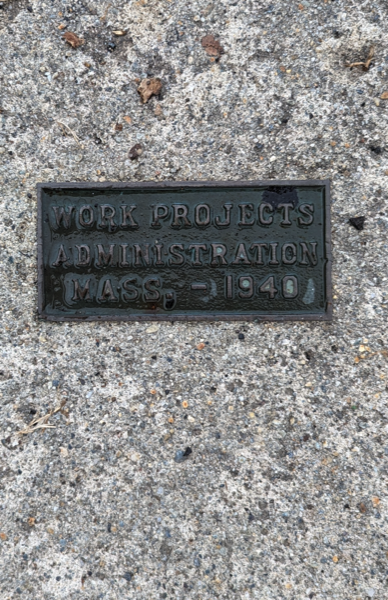 WORK PROJECTS
ADMINISTRATION
MASS. - 1940